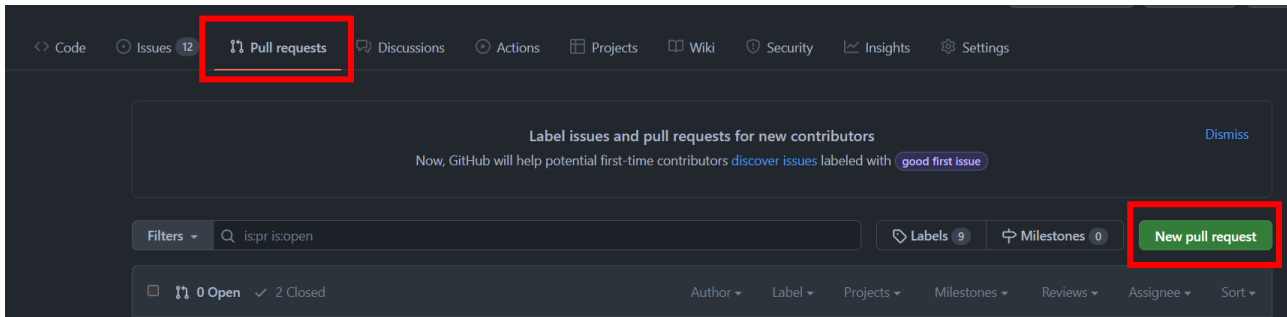 Code Issues 12 Pull requests Discussions Actions Projects Wiki Security Insights Settings
Label issues and pull requests for new contributors
Dismiss
Now, GitHub will help potential first-time contributors discover issues labeled with good first issue
Filters is:pr is:open Labels 9 Milestones 0 New pull request
0 Open 2 Closed Author Label Projects Milestones Reviews Assignee Sort